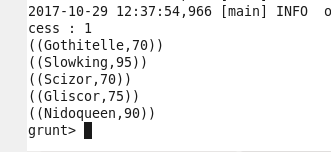 2017-10-29 12:37:54,966 [main] INFO o
cess : 1
((Gothitelle,70))
((Slowking,95))
((Scizor,70))
((Gliscor,75))
((Nidoqueen,90))
grunt>